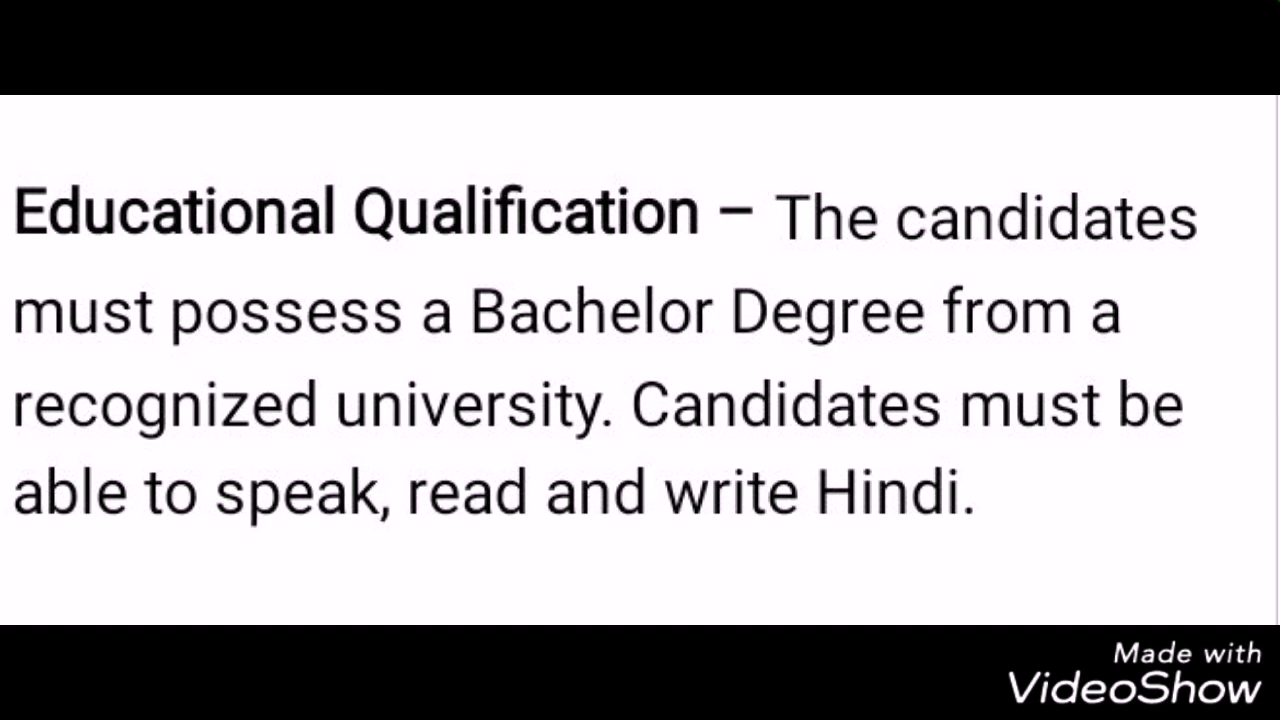 Educational Qualification – The candidates
must possess a Bachelor Degree from a
recognized university. Candidates must be
able to speak, read and write Hindi.
Made with
VideoShow